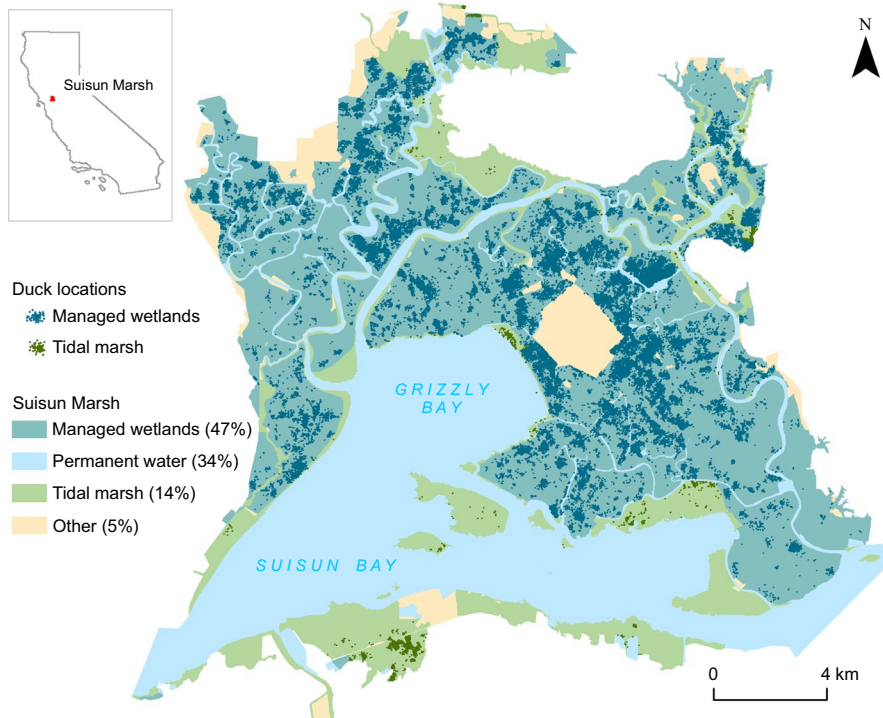 Suisun Marsh
N
Duck locations
Managed wetlands
Tidal marsh
Suisun Marsh
Managed wetlands (47%)
Permanent water (34%)
Tidal marsh (14%)
Other (5%)
GRIZZLY
BAY
SUISUN BAY
0 4 km